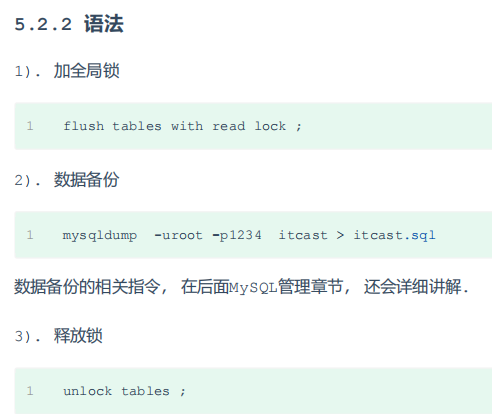 5.2.2 语法
1). 加全局锁
1 flush tables with read lock ;
2). 数据备份
1 mysqldump  -uroot –p1234  itcast > itcast.sql
数据备份的相关指令, 在后面MySQL管理章节, 还会详细讲解.
3). 释放锁
1 unlock tables ;